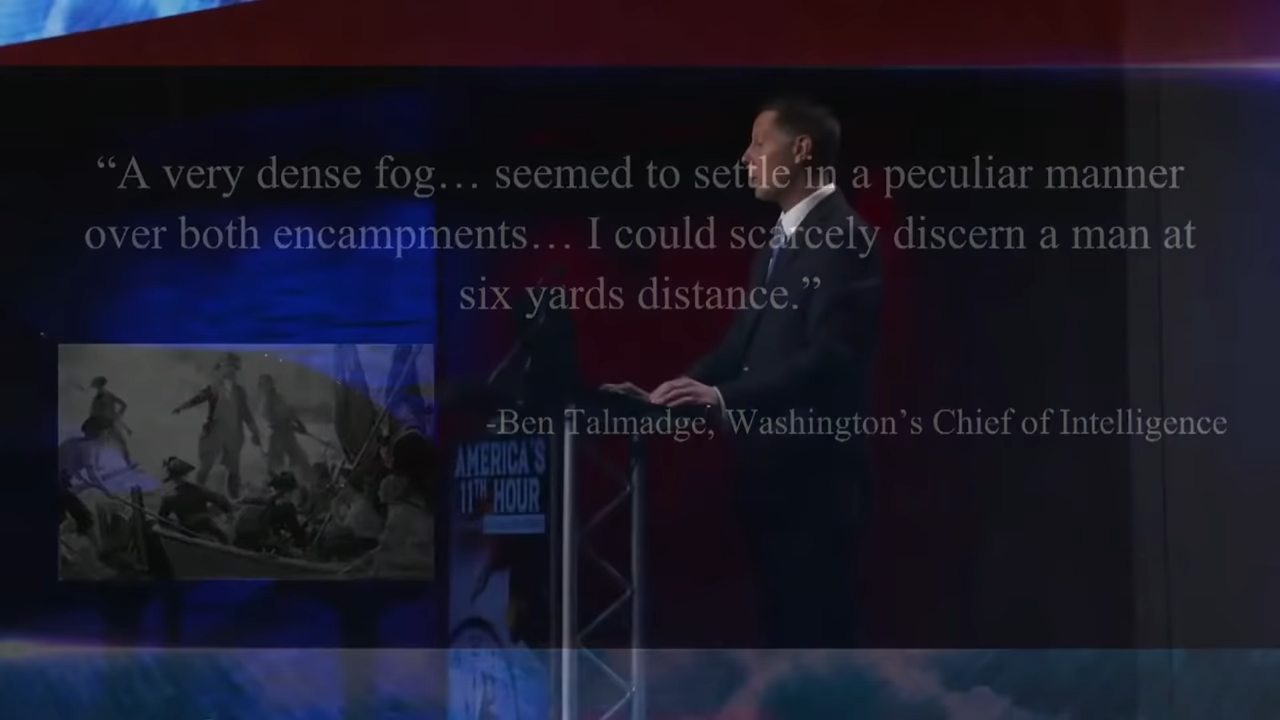 “A very dense fog… seemed to settle in a peculiar manner
over both encampments… I could scarcely discern a man at
six yards distance.”
-Ben Talmadge, Washington’s Chief of Intelligence
AMERICA'S
11TH HOUR